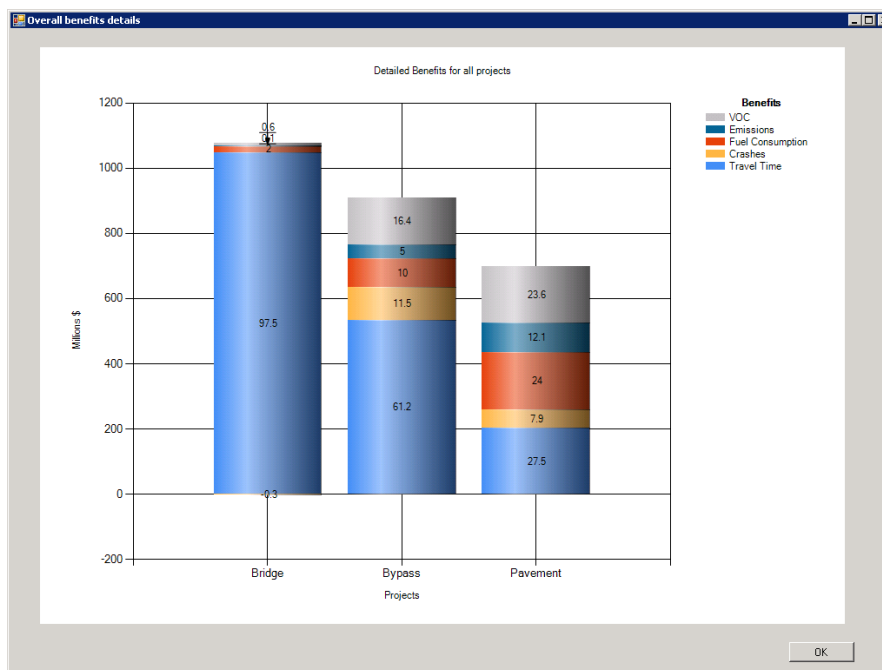 Overall benefits details
Detailed Benefits for all projects
Benefits
VOC
Emissions
Fuel Consumption
Crashes
Travel Time
Millions $
1200
1000
800
600
400
200
0
-200
0.6
0.1
2
97.5
-0.3
16.4
5
10
11.5
61.2
23.6
12.1
24
7.9
27.5
Bridge Bypass Pavement
Projects
OK